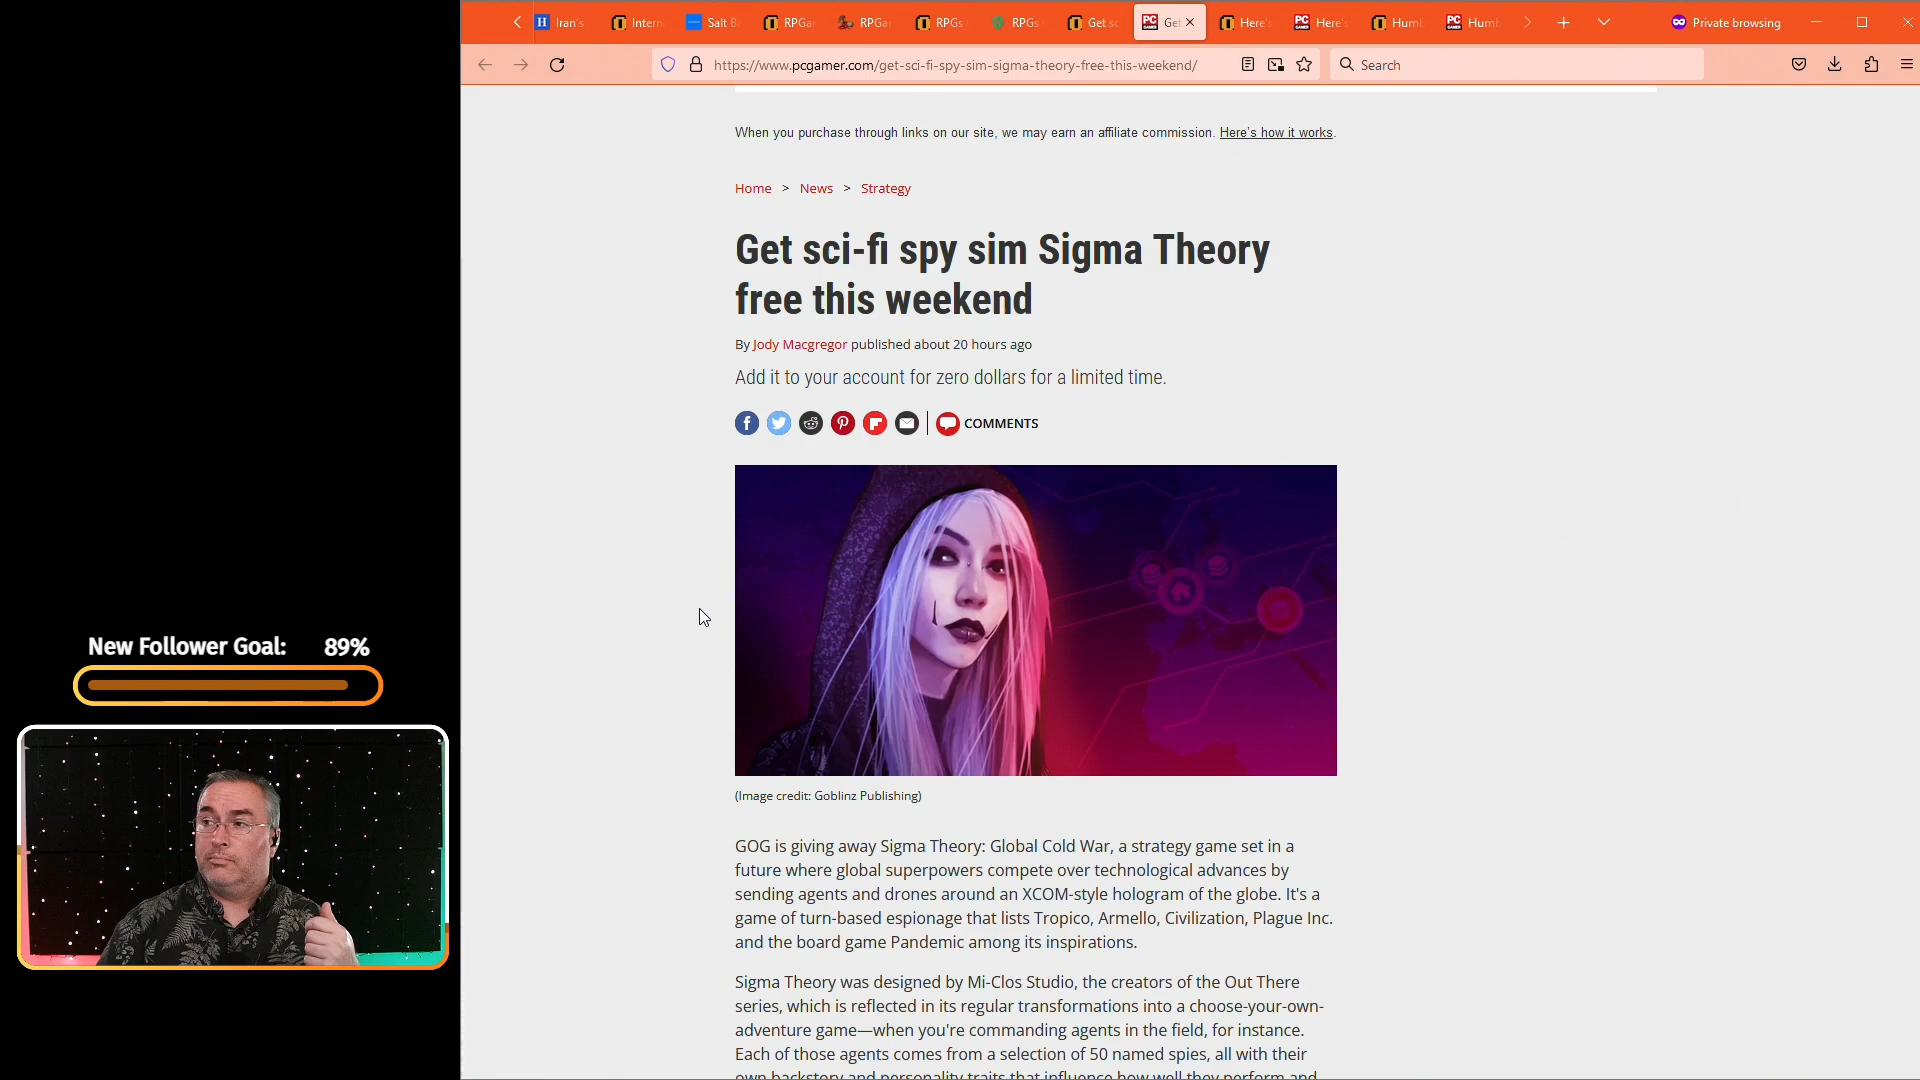 Iran's
Intern
Salt B
RPGa
RPGa
RPGs
RPGs
Get sc
Get
Here'
Here'
Humb
Humb
Private browsing
https://www.pcgamer.com/get-sci-fi-spy-sim-sigma-theory-free-this-weekend/
Search
When you purchase through links on our site, we may earn an affiliate commission. Here's how it works.
Home > News > Strategy
Get sci-fi spy sim Sigma Theory
free this weekend
By Jody Macgregor published about 20 hours ago
Add it to your account for zero dollars for a limited time.
COMMENTS
(Image credit: Goblinz Publishing)
GOG is giving away Sigma Theory: Global Cold War, a strategy game set in a
future where global superpowers compete over technological advances by
sending agents and drones around an XCOM-style hologram of the globe. It's a
game of turn-based espionage that lists Tropico, Armello, Civilization, Plague Inc.
and the board game Pandemic among its inspirations.
Sigma Theory was designed by Mi-Clos Studio, the creators of the Out There
series, which is reflected in its regular transformations into a choose-your-own-
adventure game—when you're commanding agents in the field, for instance.
Each of those agents comes from a selection of 50 named spies, all with their
own backstory and personality traits that influence how well they perform and
New Follower Goal: 89%